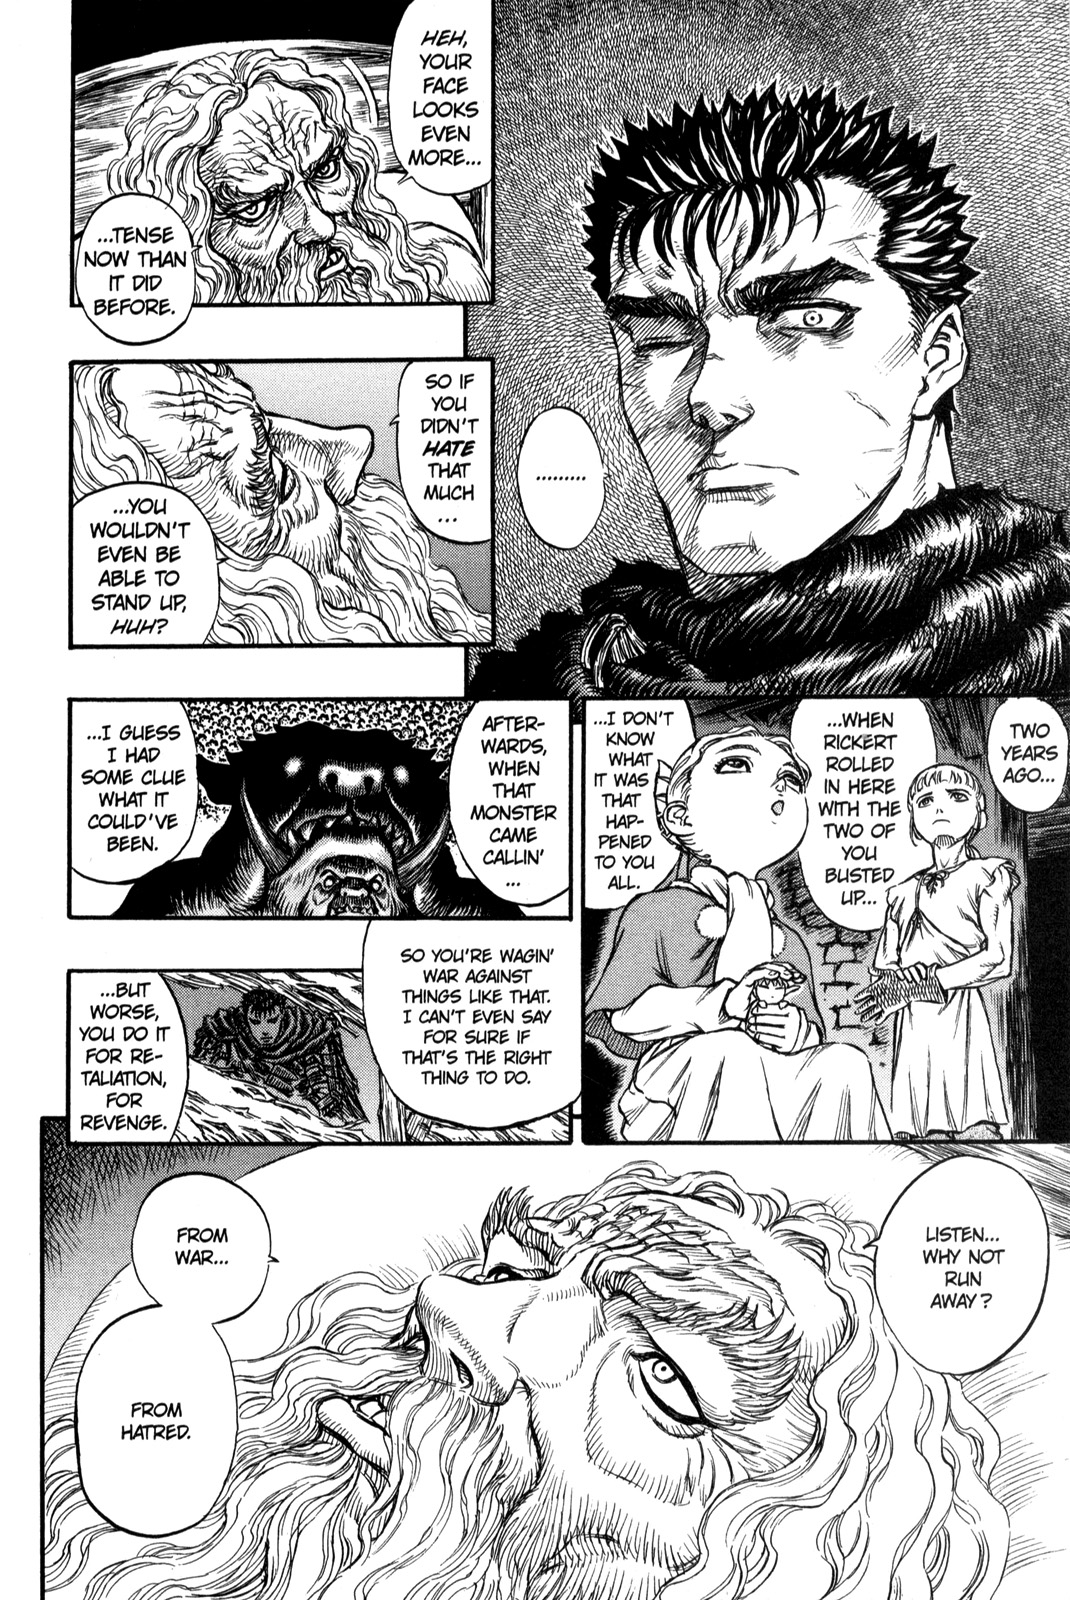 HEH,
YOUR
FACE
LOOKS
EVEN
MORE...
...TENSE
NOW THAN
IT DID
BEFORE.
..........
SO IF
YOU
DIDN'T
HATE
THAT
MUCH
...
...YOU
WOULDN'T
EVEN BE
ABLE TO
STAND UP,
HUH?
TWO
YEARS
AGO...
...WHEN
RICKERT
ROLLED
IN HERE
WITH THE
TWO OF
YOU
BUSTED
UP...
...I DON'T
KNOW
WHAT
IT WAS
THAT
HAP-
PENED
TO YOU
ALL.
AFTER-
WARDS,
WHEN
THAT
MONSTER
CAME
CALLIN'
...
...I GUESS
I HAD
SOME CLUE
WHAT IT
COULD'VE
BEEN.
SO YOU'RE WAGIN'
WAR AGAINST
THINGS LIKE THAT.
I CAN'T EVEN SAY
FOR SURE IF
THAT'S THE RIGHT
THING TO DO.
...BUT
WORSE,
YOU DO IT
FOR RE-
TALIATION,
FOR
REVENGE.
LISTEN...
WHY NOT
RUN
AWAY?
FROM
WAR...
FROM
HATRED.